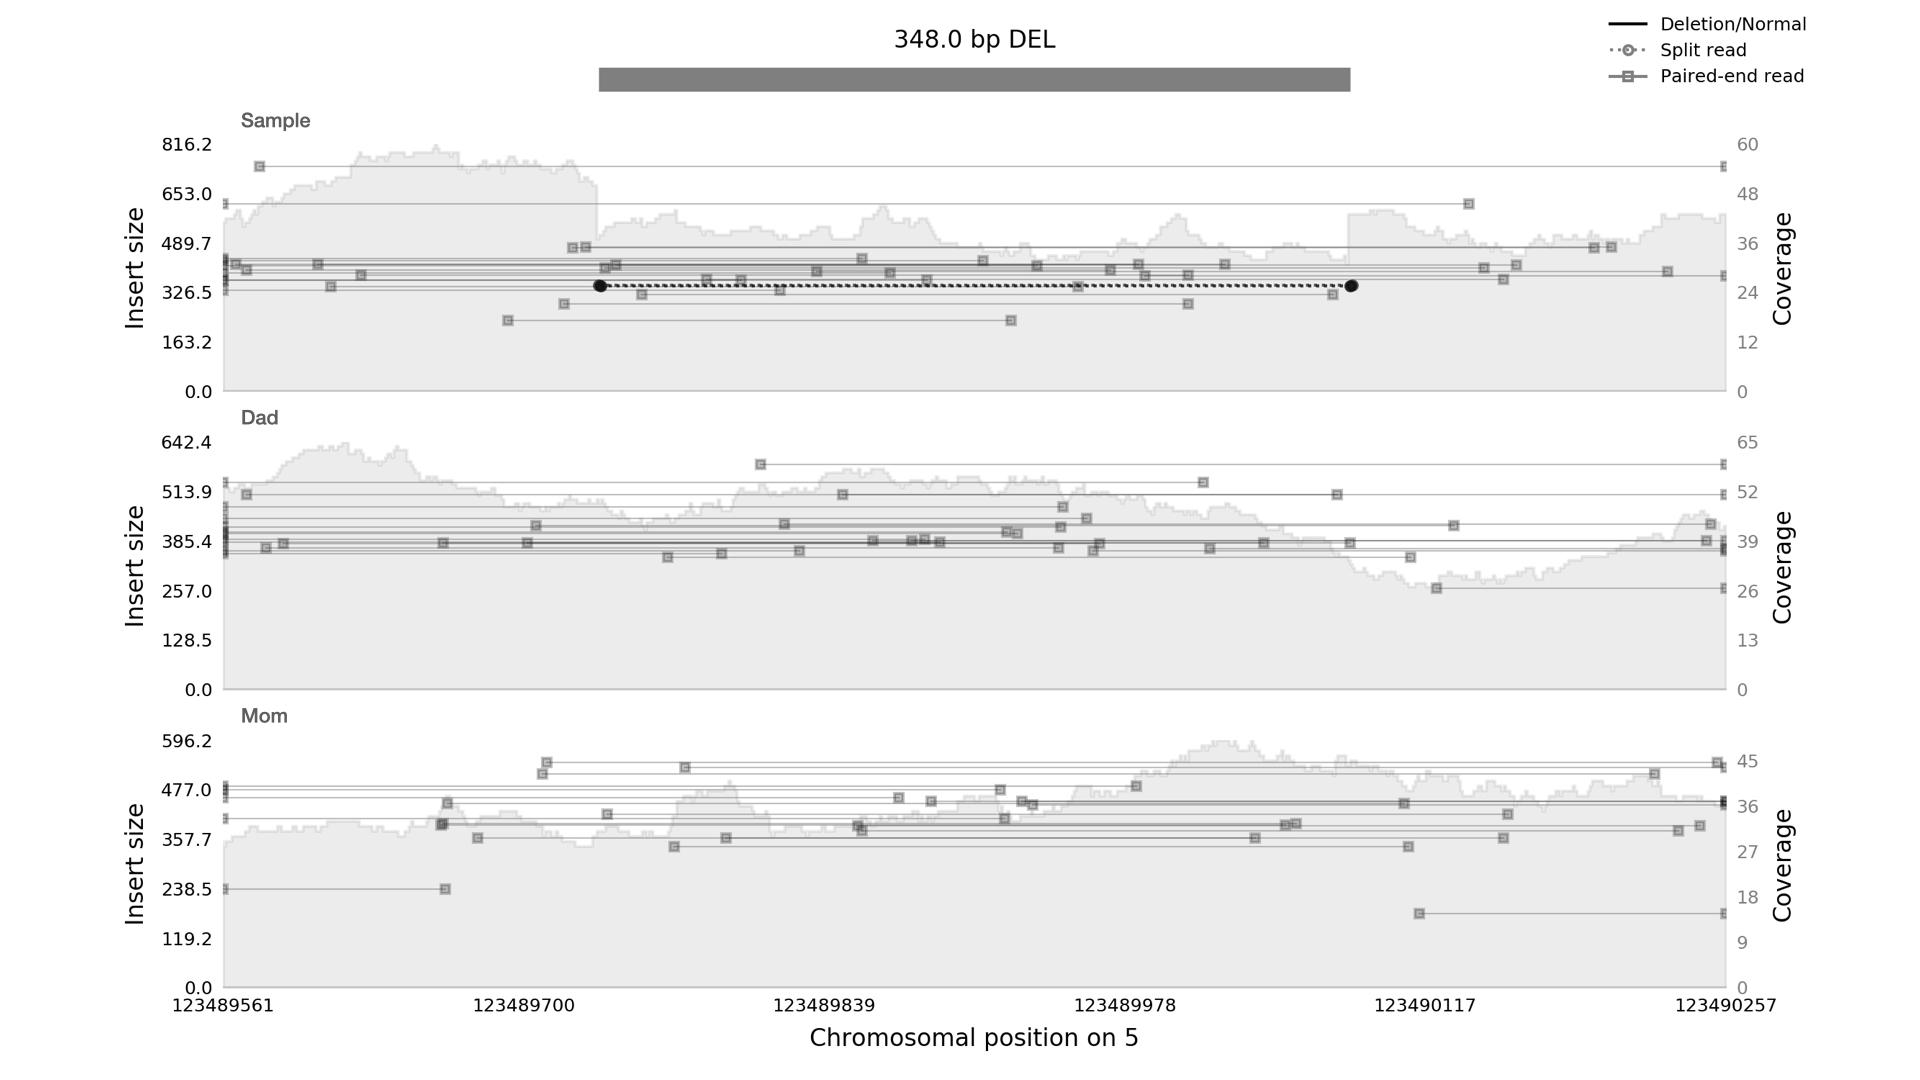 348.0 bp DEL
Deletion/Normal
Split read
Paired-end read
Sample
816.2
653.0
489.7
326.5
163.2
0.0
Insert size
60
48
36
24
12
0
Coverage
Dad
642.4
513.9
385.4
257.0
128.5
0.0
Insert size
65
52
39
26
13
0
Coverage
Mom
596.2
477.0
357.7
238.5
119.2
0.0
Insert size
45
36
27
18
9
0
Coverage
123489561 123489700 123489839 123489978 123490117 123490257
Chromosomal position on 5